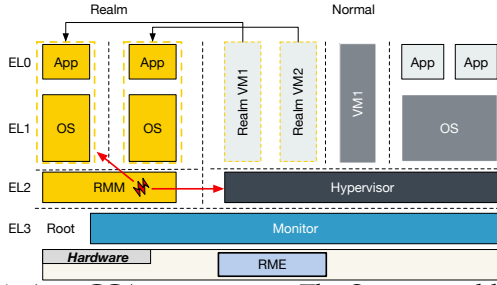 Realm
Normal
EL0
App
App
Realm VM1
Realm VM2
VM1
App
App
EL1
OS
OS
OS
EL2
RMM
Hypervisor
EL3
Root
Monitor
Hardware
RME